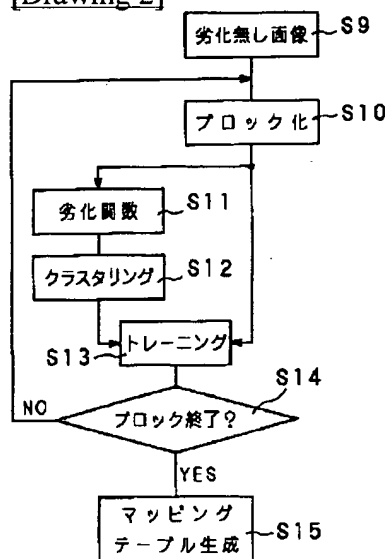 [Drawing 2]
劣化無し画像 S9
ブロック化 S10
劣化関数 S11
クラスタリング S12
トレーニング
S13
S14
ブロック終了?
NO
YES
マッピング
テーブル生成 S15